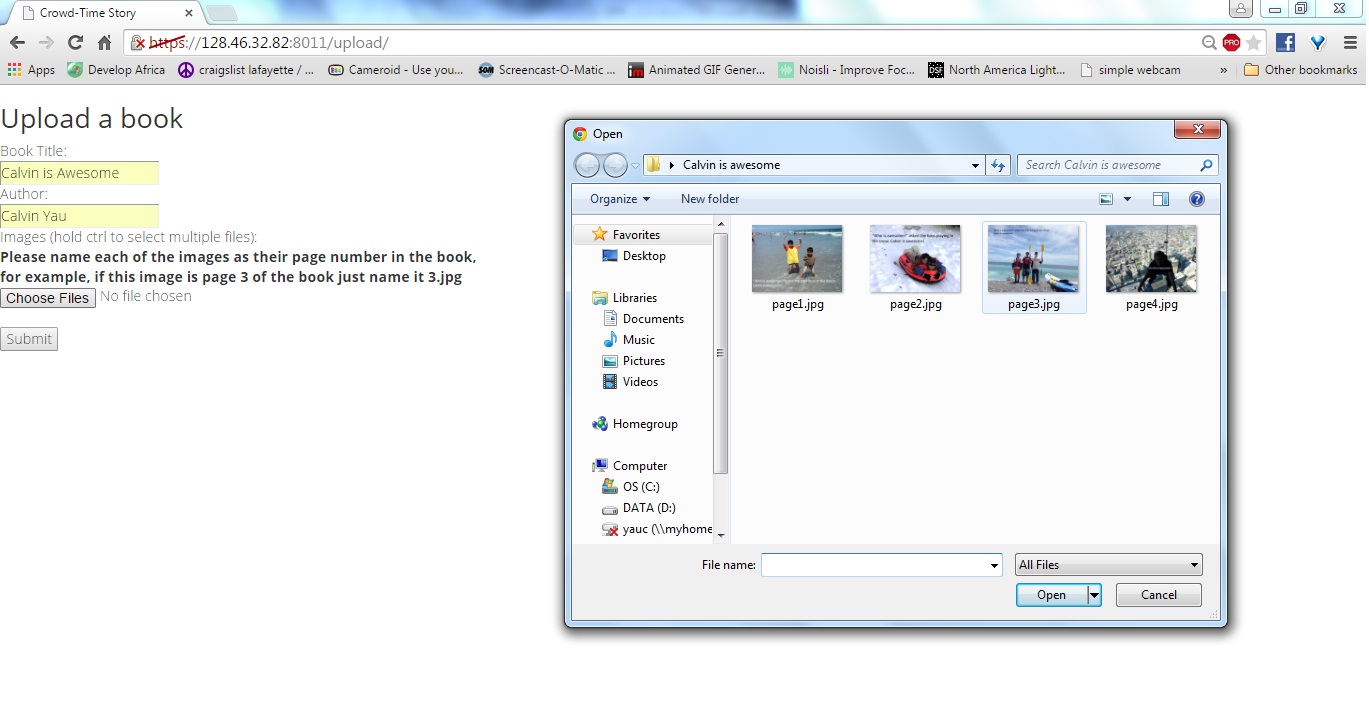 Crowd-Time Story
https://128.46.32.82:8011/upload/
PRO
Apps
Develop Africa
craigslist lafayette / ...
Cameroid - Use you...
SOM
Screencast-O-Matic ...
im
Animated GIF Gener...
Noisli - Improve Foc...
DSF
North America Light...
simple webcam
»
Other bookmarks
Upload a book
Book Title:
Calvin is Awesome
Author:
Calvin Yau
Images (hold ctrl to select multiple files):
Please name each of the images as their page number in the book,
for example, if this image is page 3 of the book just name it 3.jpg
Choose Files No file chosen
Submit
Open
Calvin is awesome
Search Calvin is awesome
Organize
New folder
Favorites
Desktop
Libraries
Documents
Music
Pictures
Videos
Homegroup
Computer
OS (C:)
DATA (D:)
yauc (\\myhome
page1.jpg
page2.jpg
page3.jpg
page4.jpg
File name:
All Files
Open
Cancel